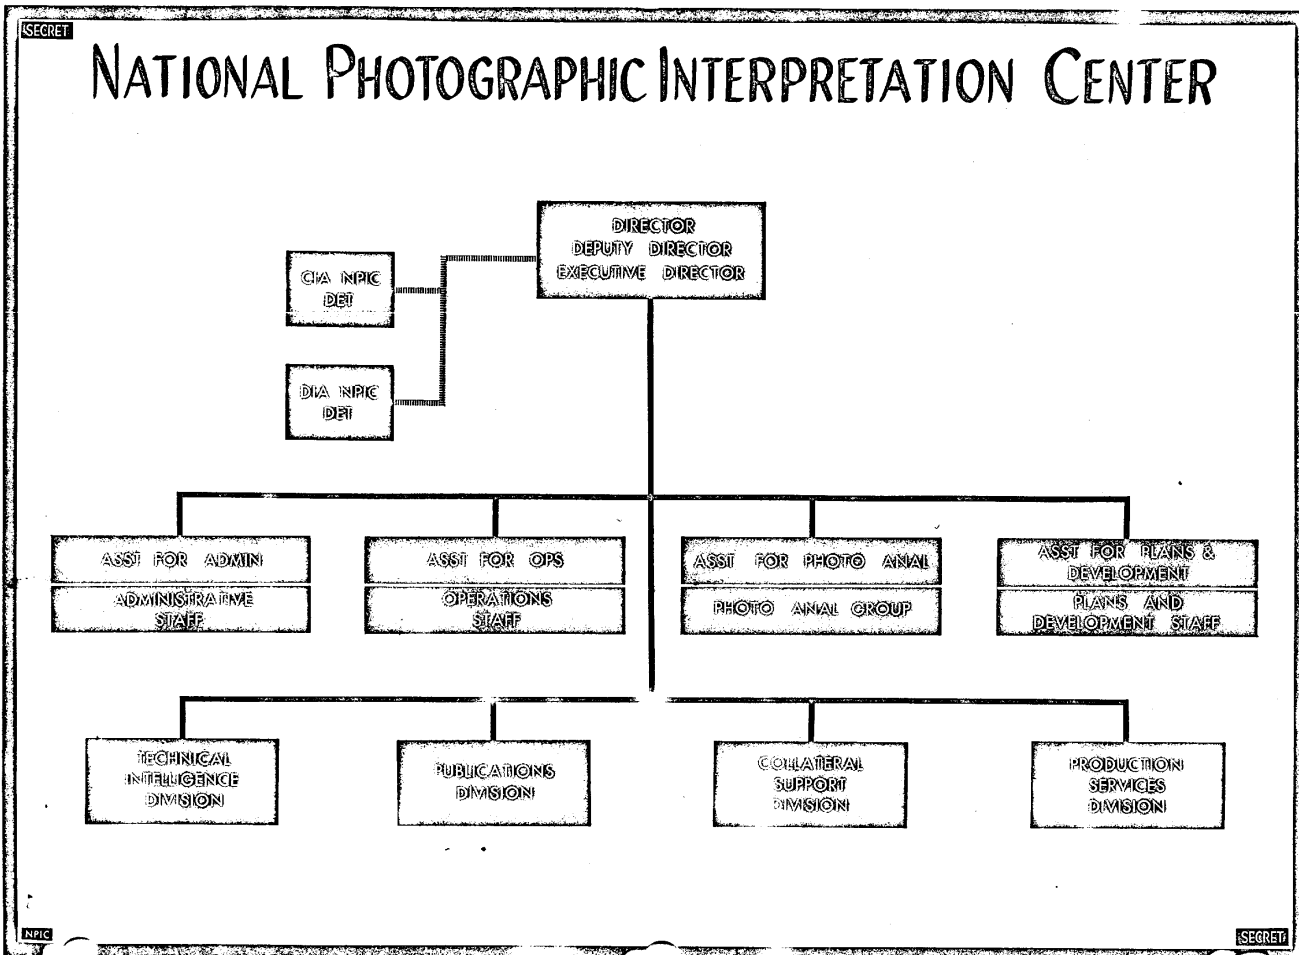 SECRET
NATIONAL PHOTOGRAPHIC INTERPRETATION CENTER
DIRECTOR
DEPUTY DIRECTOR
EXECUTIVE DIRECTOR
CIA NPIC
DET
DIA NPIC
DET
ASST FOR ADMIN
ADMINISTRATIVE
STAFF
ASST FOR OPS
OPERATIONS
STAFF
ASST FOR PHOTO ANAL
PHOTO ANAL GROUP
ASST FOR PLANS &
DEVELOPMENT
PLANS AND
DEVELOPMENT STAFF
TECHNICAL
INTELLIGENCE
DIVISION
PUBLICATIONS
DIVISION
COLLATERAL
SUPPORT
DIVISION
PRODUCTION
SERVICES
DIVISION
NPIC
SECRET